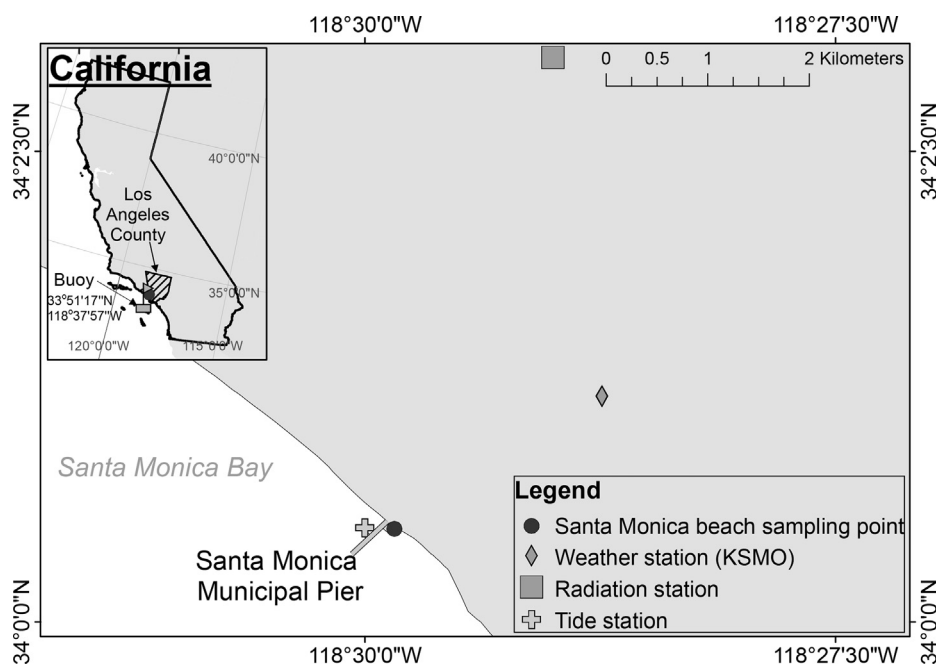 118°30'0"W
118°27'30"W
California
0
0.5
1
2 Kilometers
34°2'30"N
34°2'30"N
40°0'0"N
Los
Angeles
County
Buoy
35°0'0"N
33°51'17"N
118°37'57"W
120°0'0"W
115°0'0"W
Santa Monica Bay
Legend
Santa Monica beach sampling point
Weather station (KSMO)
Radiation station
Tide station
Santa Monica
Municipal Pier
34°0'0"N
34°0'0"N
118°30'0"W
118°27'30"W